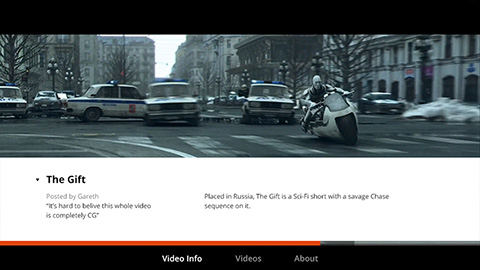 The Gift
Posted by Gareth
"It's hard to belive this whole video
is completely CG"
Placed in Russia, The Gift is a Sci-Fi short with a savage Chase
sequence on it.
Video Info
Videos
About